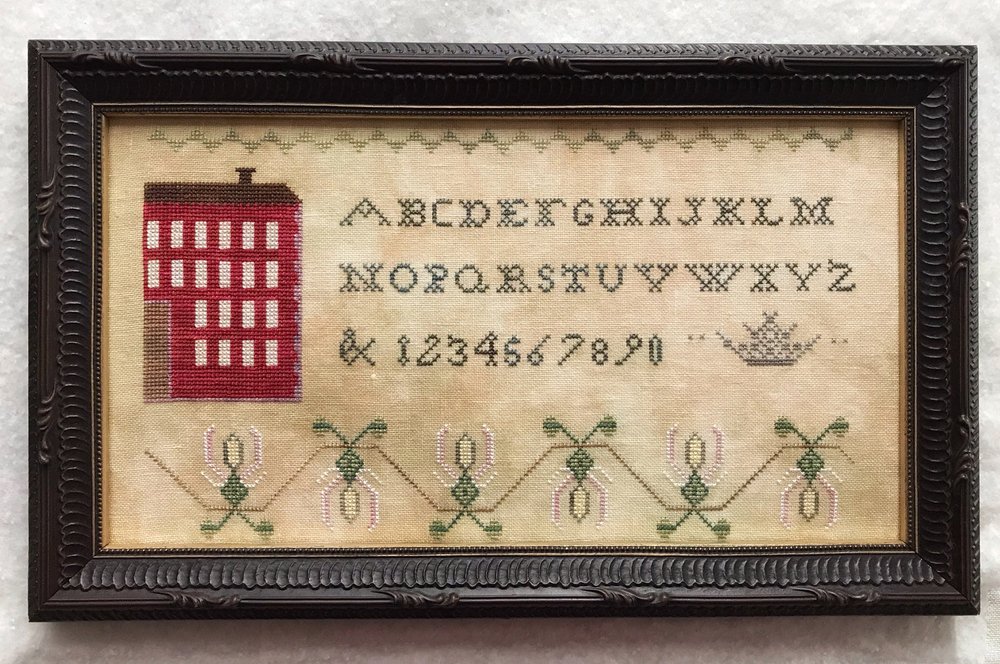 ABCDEFGHIJKLM
NOPQRSTUVWXYZ
& 1234567890